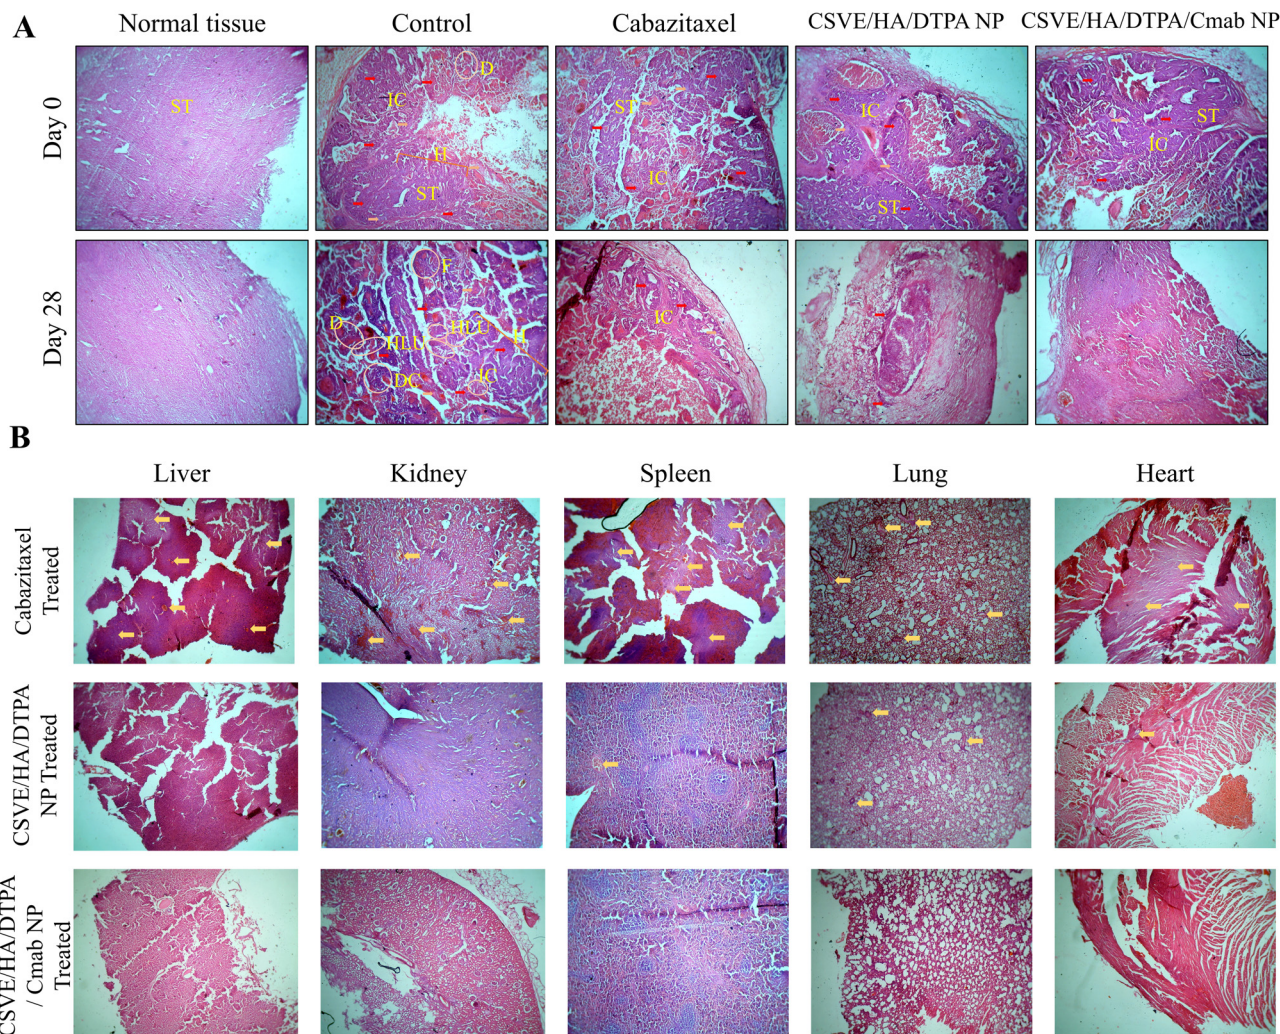 A
Normal tissue
Control
Cabazitaxel
CSVE/HA/DTPA NP
CSVE/HA/DTPA/Cmab NP
Day 0
ST
D
IC
H
ST
ST
IC
IC
ST
ST
IC
Day 28
F
D
HLU
HLU
H
DC
IC
IC
B
Liver
Kidney
Spleen
Lung
Heart
Cabazitaxel
Treated
CSVE/HA/DTPA
NP Treated
CSVE/HA/DTPA
/ Cmab NP
Treated